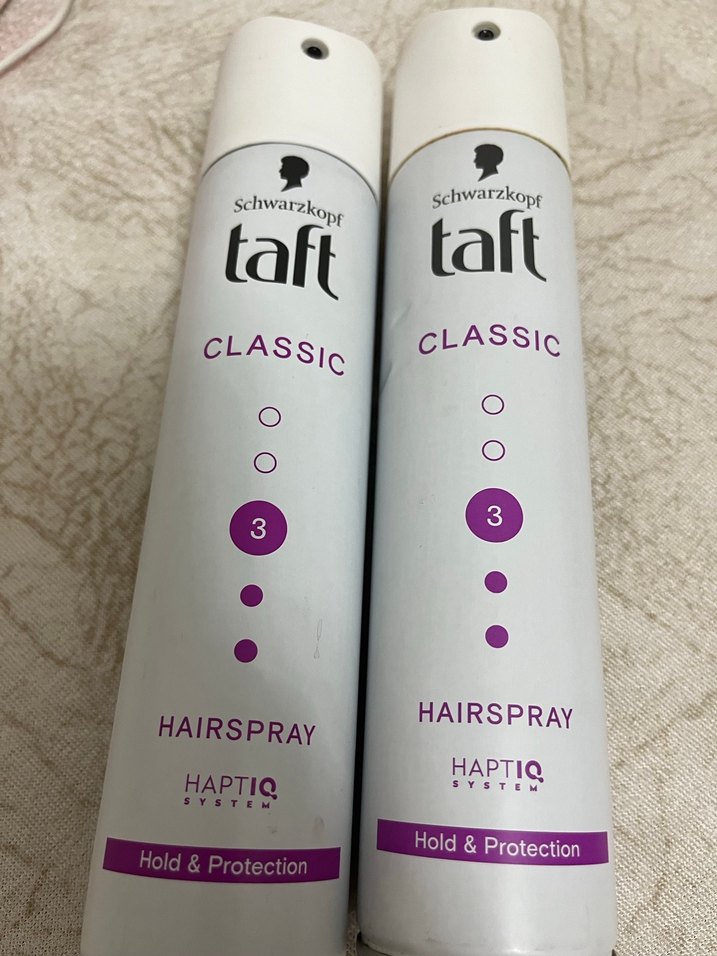 Schwarzkopf
taft
CLASSIC
3
HAIRSPRAY
HAPTIQ
SYSTEM
Hold & Protection
Schwarzkopf
taft
CLASSIC
3
HAIRSPRAY
HAPTIQ
SYSTEM
Hold & Protection